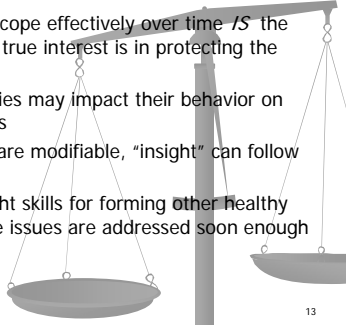 cope effectively over time IS the
true interest is in protecting the
ies may impact their behavior on
s
are modifiable, "insight" can follow
ht skills for forming other healthy
e issues are addressed soon enough
13